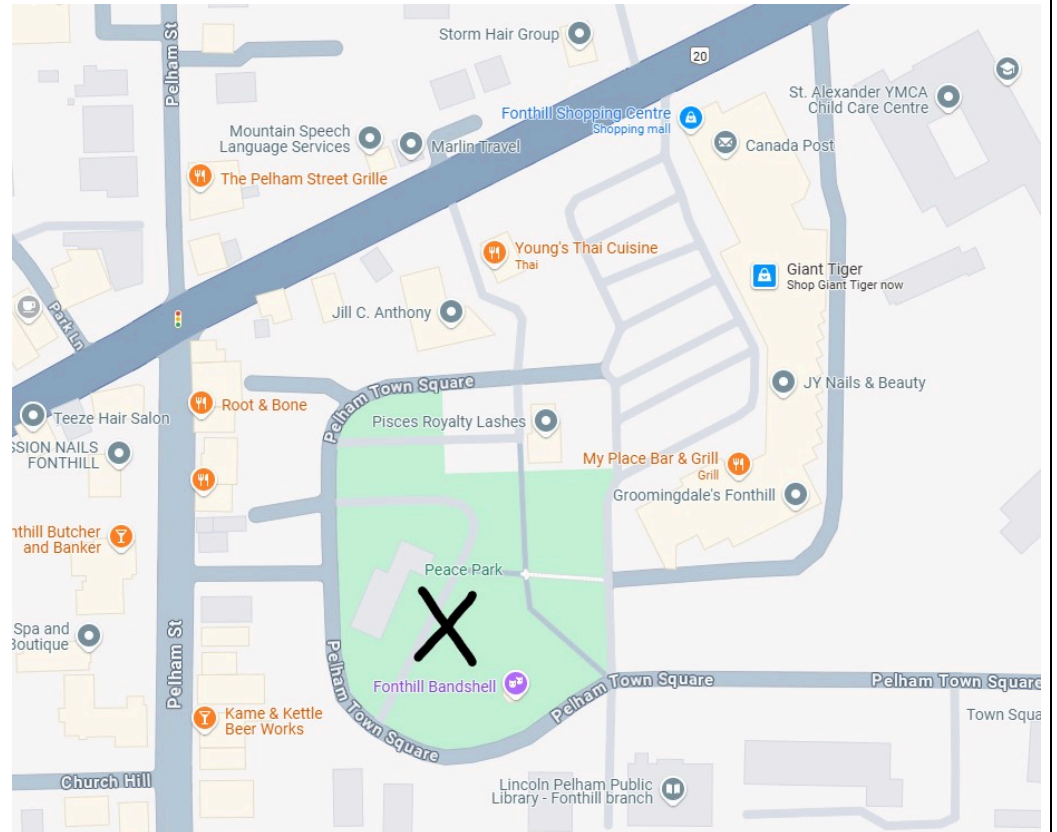 Pelham St
Storm Hair Group
20
St. Alexander YMCA
Child Care Centre
Fonthill Shopping Centre
Shopping mall
Mountain Speech
Language Services
Marlin Travel
Canada Post
The Pelham Street Grille
Young's Thai Cuisine
Thai
Giant Tiger
Shop Giant Tiger now
Park Ln
Jill C. Anthony
Pelham Town Square
JY Nails & Beauty
Root & Bone
Teeze Hair Salon
Pisces Royalty Lashes
SSION NAILS
FONTHILL
My Place Bar & Grill
Grill
Groomingdale's Fonthill
nthill Butcher
and Banker
Peace Park
X
Spa and
Boutique
Pelham St
Pelham Town Square
Fonthill Bandshell
Pelham Town Square
Pelham Town Square
Kame & Kettle
Beer Works
Town Squa
Church Hill
Lincoln Pelham Public
Library - Fonthill branch